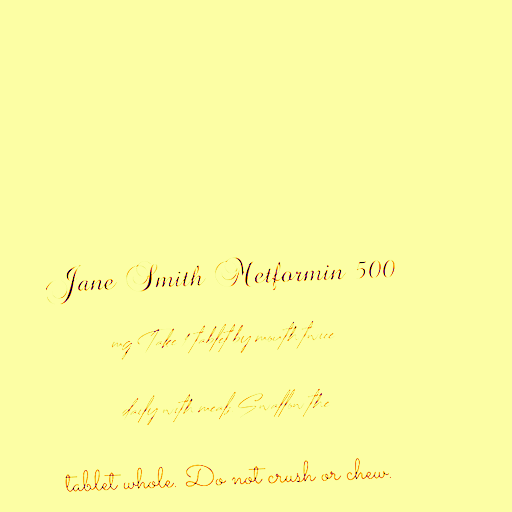 Jane Smith Metformin 500
mg Take 1 tablet by mouth twice
daily with meals Swallow the
tablet whole. Do not crush or chew.